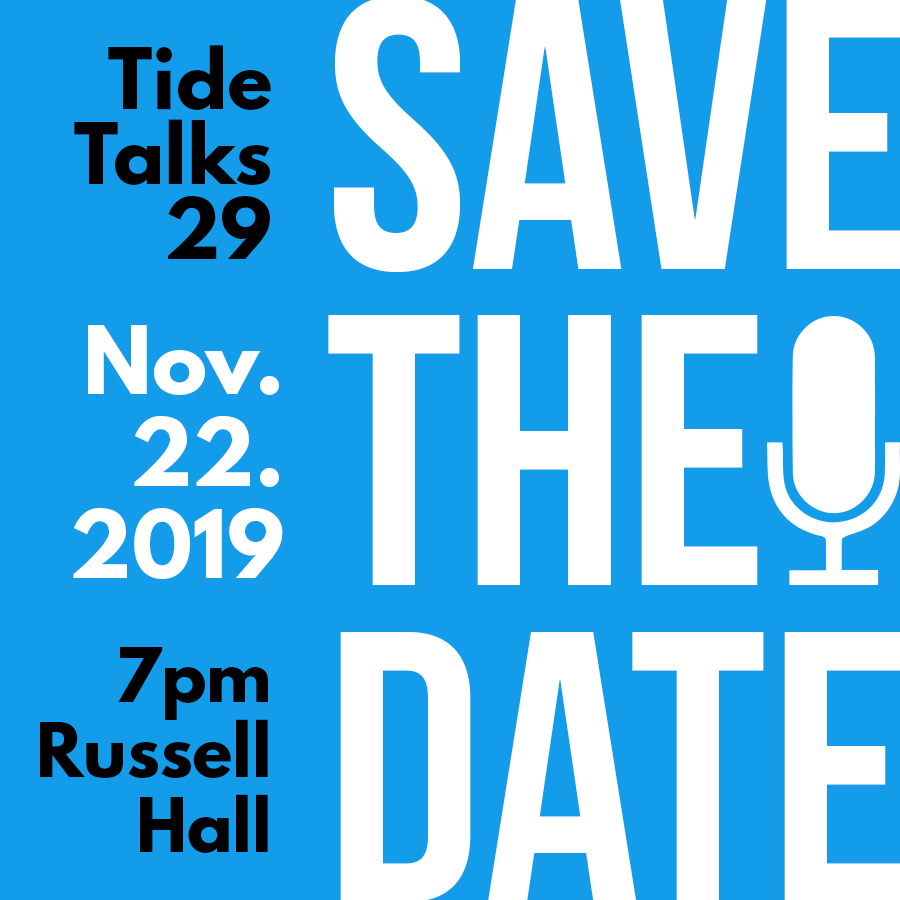 Tide
Talks
29
Nov.
22.
2019
7pm
Russell
Hall
SAVE
THE
DATE